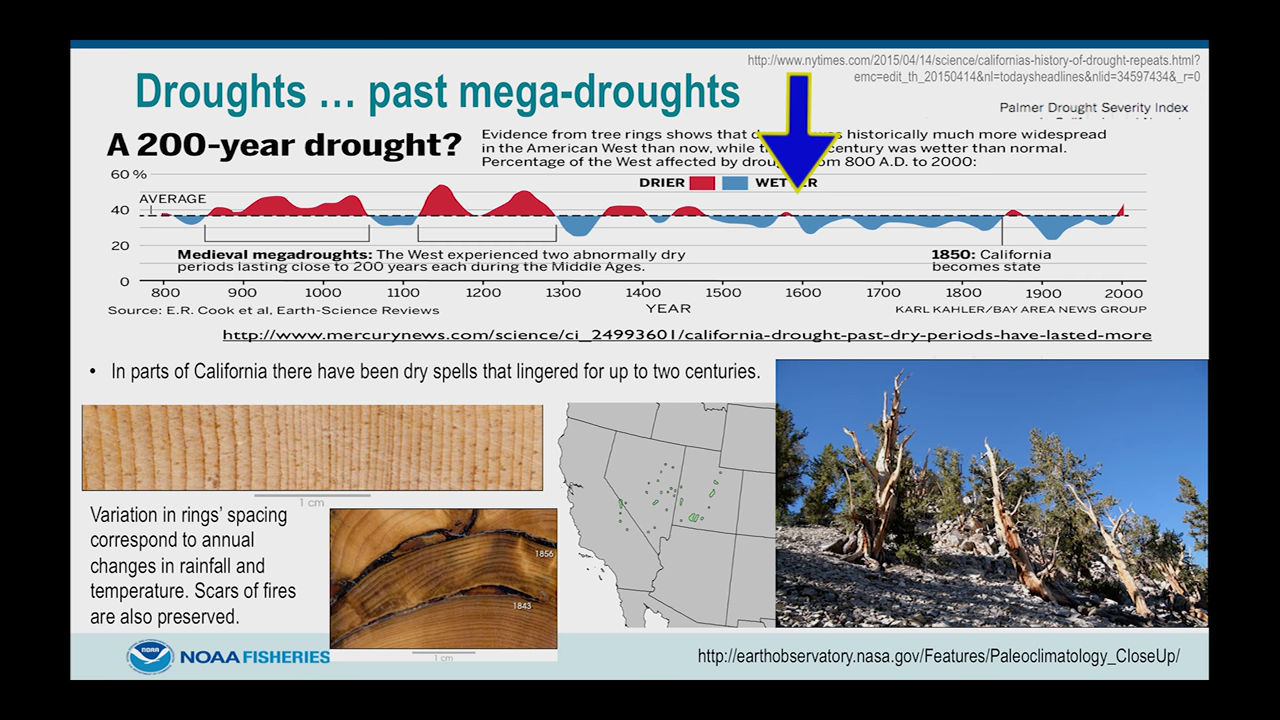 http://www.nytimes.com/2015/04/14/science/californias-history-of-drought-repeats.html?
emc=edit_th_20150414&nl=todaysheadlines&nlid=34597434&_r=0
Droughts … past mega-droughts
Palmer Drought Severity Index
A 200-year drought?
Evidence from tree rings shows that historically much more widespread
in the American West than now, while century was wetter than normal.
Percentage of the West affected by 800 A.D. to 2000:
60 %
DRIER
AVERAGE
40
20
Medieval megadroughts: The West experienced two abnormally dry
periods lasting close to 200 years each during the Middle Ages.
1850: California
becomes state
0
800 900 1000 1100 1200 1300 1400 1500 1600 1700 1800 1900 2000
YEAR
Source: E.R. Cook et al, Earth-Science Reviews
KARL KAHLER/BAY AREA NEWS GROUP
http://www.mercurynews.com/science/ci_24993601/california-drought-past-dry-periods-have-lasted-more
• In parts of California there have been dry spells that lingered for up to two centuries.
1 cm
Variation in rings' spacing
correspond to annual
changes in rainfall and
temperature. Scars of fires
are also preserved.
1856
1843
1 cm
NOAA
NOAA FISHERIES
http://earthobservatory.nasa.gov/Features/Paleoclimatology_CloseUp/